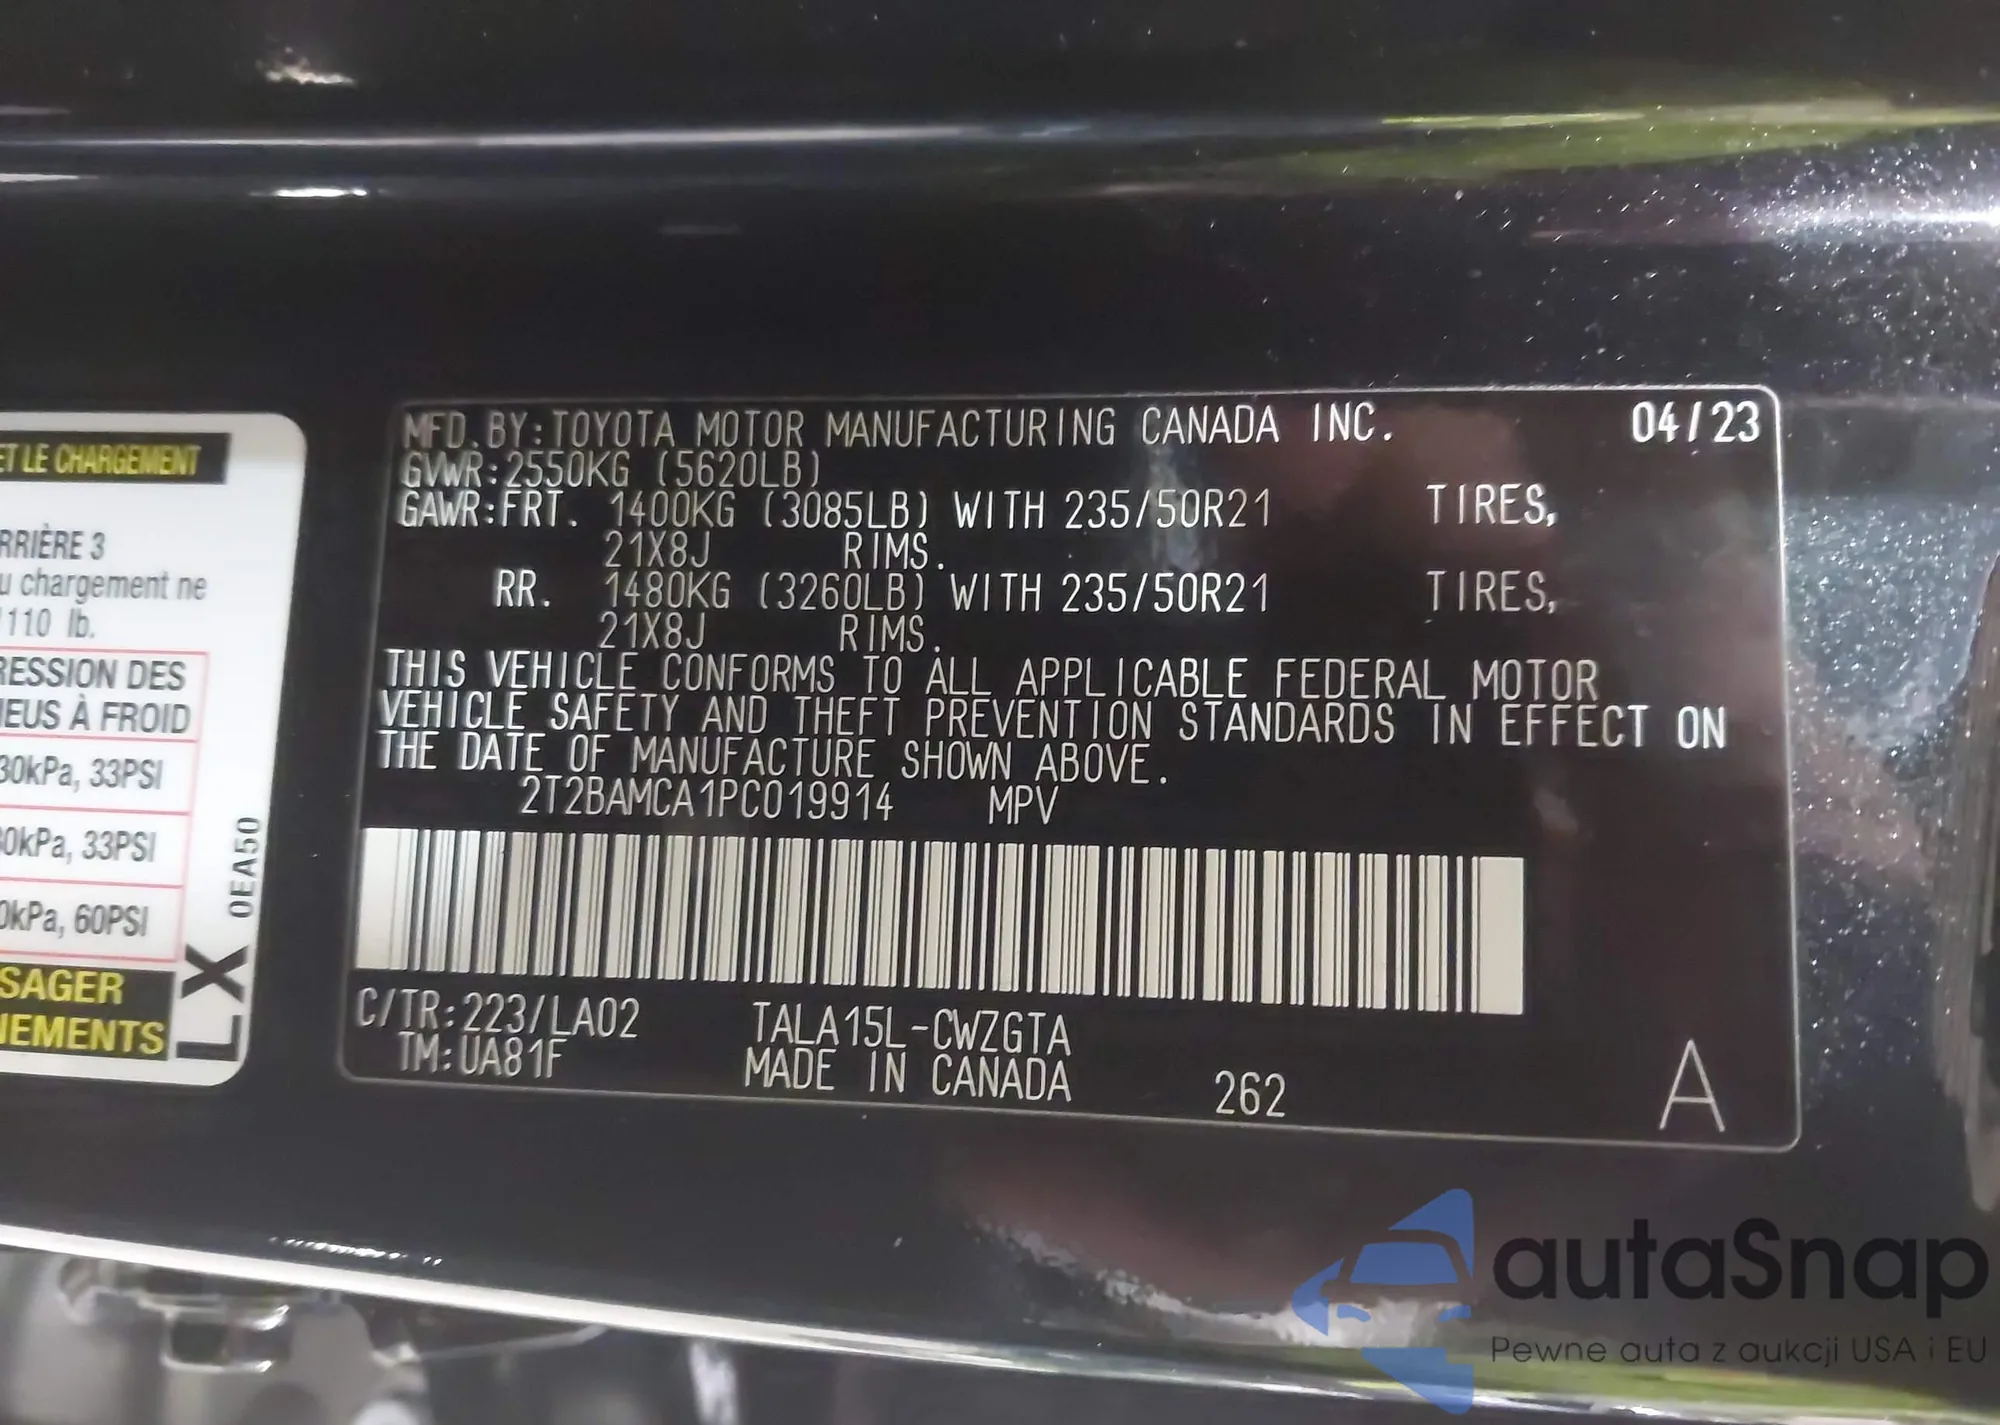 MFD. BY: TOYOTA MOTOR MANUFACTURING CANADA INC. 04/23
GVWR: 2550KG (5620LB)
GAWR: FRT. 1400KG (3085LB) WITH 235/50R21 TIRES,
21X8J RIMS.
RR. 1480KG (3260LB) WITH 235/50R21 TIRES,
21X8J RIMS.
THIS VEHICLE CONFORMS TO ALL APPLICABLE FEDERAL MOTOR
VEHICLE SAFETY AND THEFT PREVENTION STANDARDS IN EFFECT ON
THE DATE OF MANUFACTURE SHOWN ABOVE.
2T2BAMCA1PC019914 MPV
C/TR: 223/LA02 TALA15L-CWZGTA
TM: UA81F MADE IN CANADA 262 A
ET LE CHARGEMENT
RRIÈRE 3
u chargement ne
110 lb.
RESSION DES
NEUS À FROID
30kPa, 33PSI
0kPa, 33PSI
0kPa, 60PSI
SAGER
NEMENTS
LX 0EA50
autaSnap
Pewne auta z aukcji USA i EU